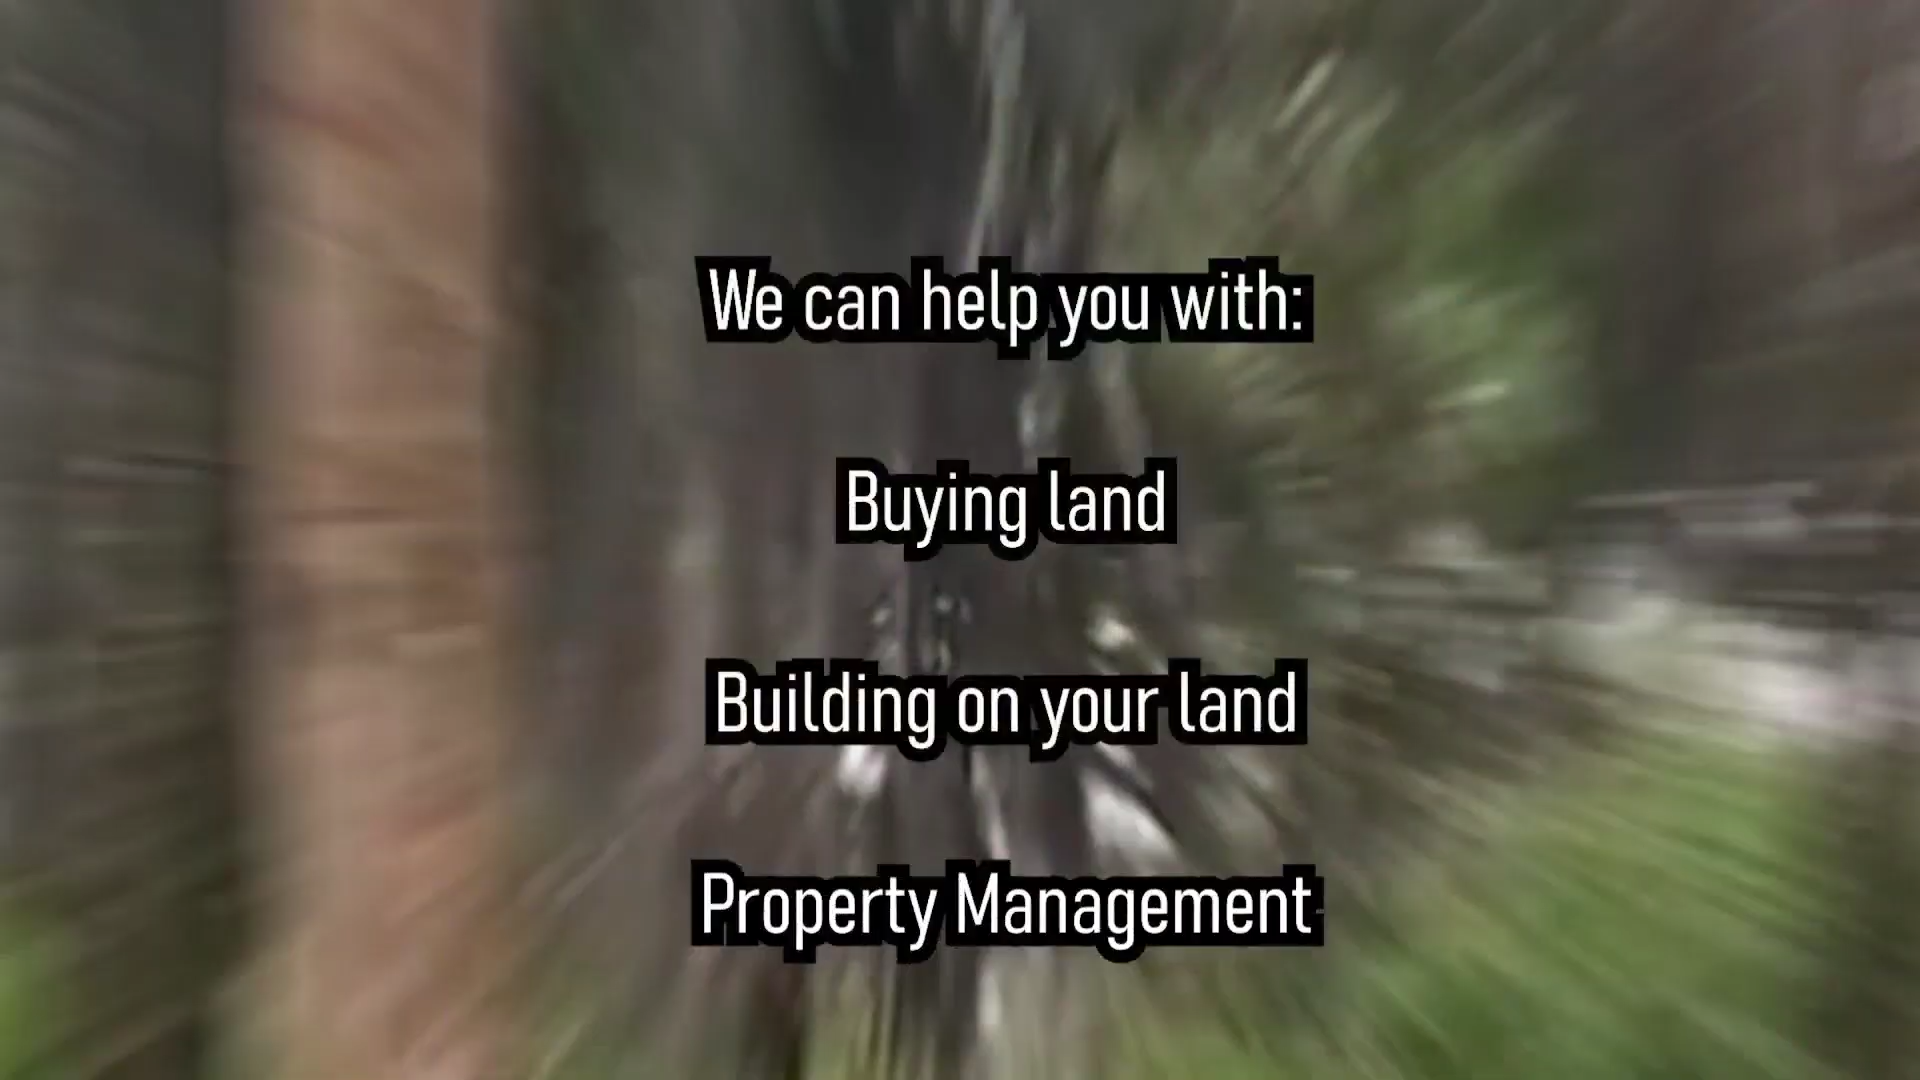 We can help you with:
Buying land
Building on your land
Property Management